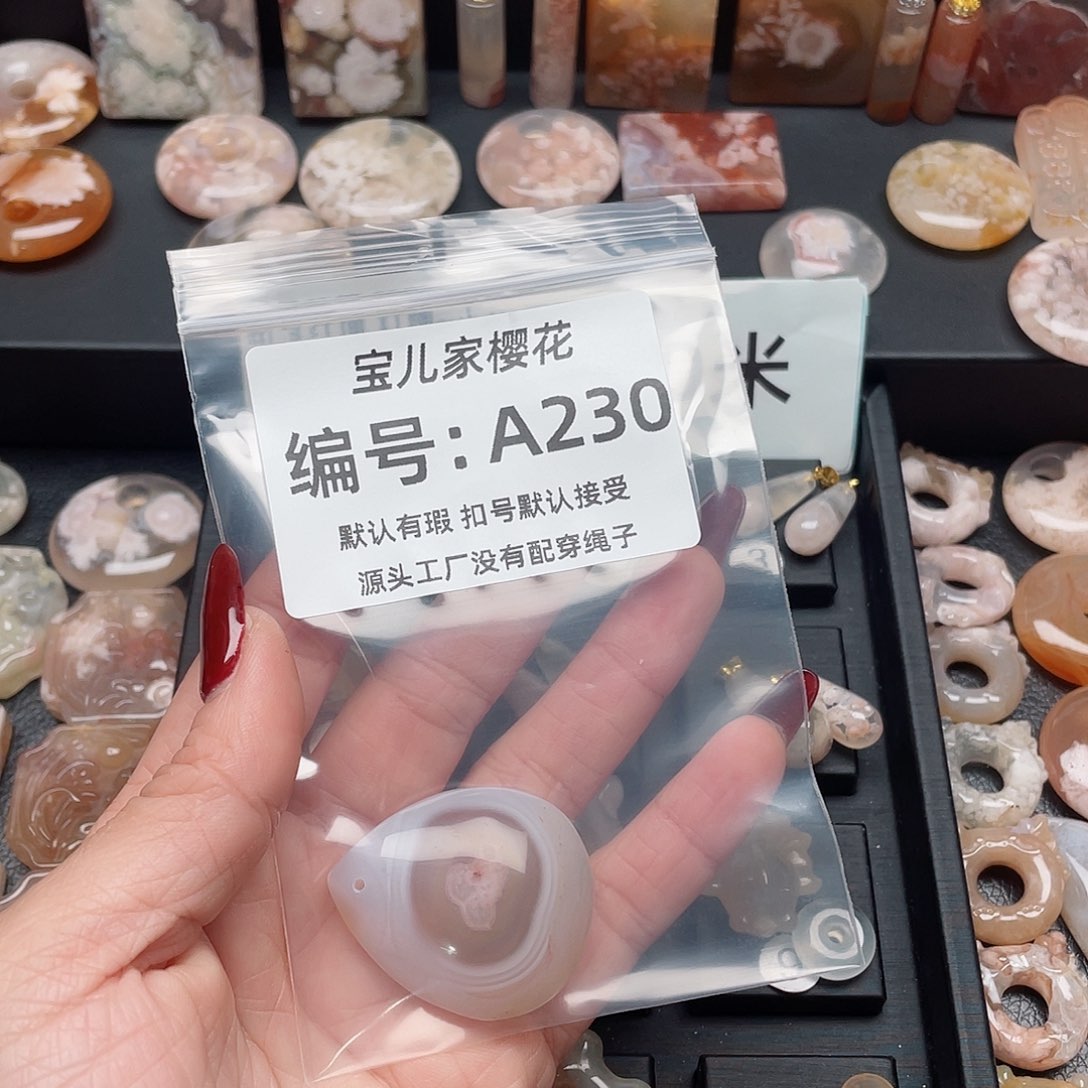 宝儿家樱花
编号：A230
默认有瑕 扣号默认接受
源头工厂没有配穿绳子
米